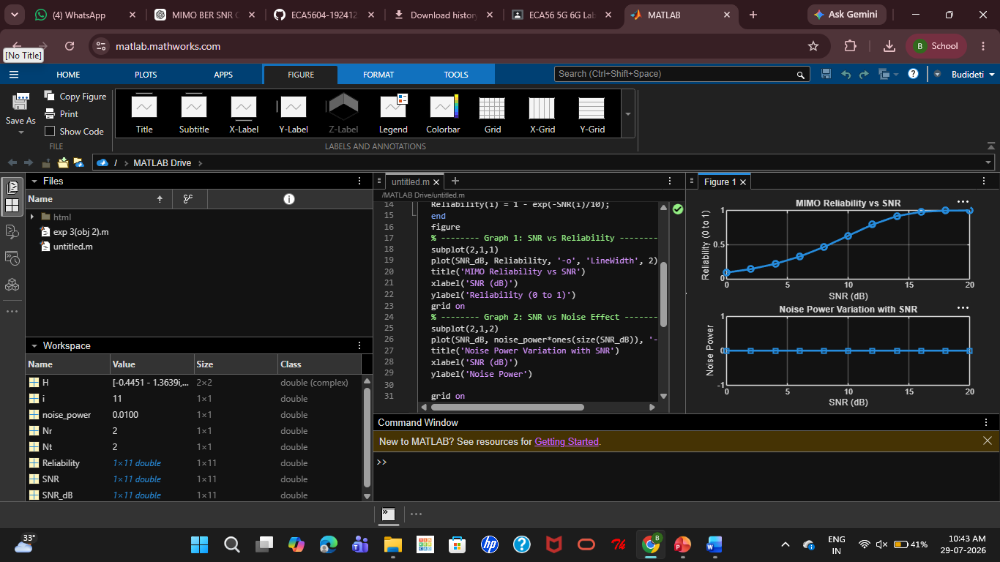 (4) WhatsApp
MIMO BER SNR C
ECA5604-192412
Download history
ECA56 5G 6G Lab
MATLAB
Ask Gemini
[No Title]
matlab.mathworks.com
B School
HOME PLOTS APPS FIGURE FORMAT TOOLS
Search (Ctrl+Shift+Space)
Budideti
Save As
Copy Figure
Print
Show Code
FILE
Title Subtitle X-Label Y-Label Z-Label Legend Colorbar Grid X-Grid Y-Grid
LABELS AND ANNOTATIONS
/ > MATLAB Drive >
Files
Name
html
exp 3(obj 2).m
untitled.m
Workspace
Name Value Size Class
H [-0.4451 - 1.3639i,... 2×2 double (complex)
i 11 1×1 double
noise_power 0.0100 1×1 double
Nr 2 1×1 double
Nt 2 1×1 double
Reliability 1×11 double 1×11 double
SNR 1×11 double 1×11 double
SNR_dB 1×11 double 1×11 double
untitled.m
/MATLAB Drive/untitled.m
14 Reliability(i) = 1 - exp(-SNR(i)/10);
15 end
16 figure
17 % -------- Graph 1: SNR vs Reliability --------
18 subplot(2,1,1)
19 plot(SNR_dB, Reliability, '-o', 'LineWidth', 2)
20 title('MIMO Reliability vs SNR')
21 xlabel('SNR (dB)')
22 ylabel('Reliability (0 to 1)')
23 grid on
24 % -------- Graph 2: SNR vs Noise Effect -------
25 subplot(2,1,2)
26 plot(SNR_dB, noise_power*ones(size(SNR_dB)), '-
27 title('Noise Power Variation with SNR')
28 xlabel('SNR (dB)')
29 ylabel('Noise Power')
30
31 grid on
Figure 1
MIMO Reliability vs SNR
Reliability (0 to 1)
1
0.5
0
0 5 10 15 20
SNR (dB)
Noise Power Variation with SNR
Noise Power
1
0
-1
0 5 10 15 20
SNR (dB)
Command Window
New to MATLAB? See resources for Getting Started.
>>
33°
ENG
IN
41%
10:43 AM
29-07-2026